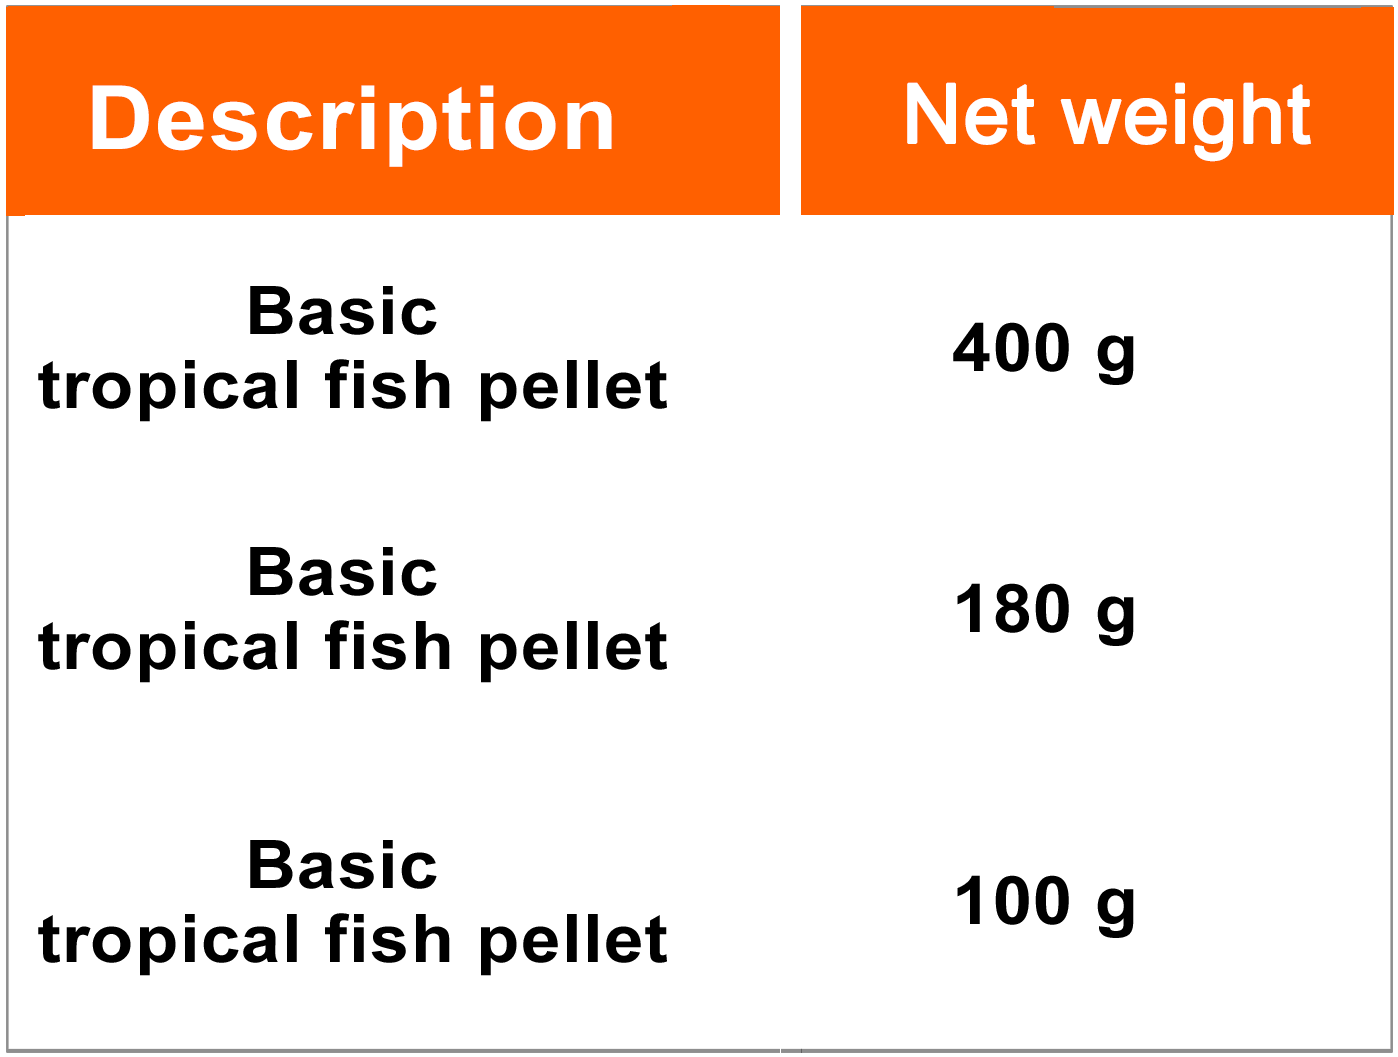 Description Net weight
Basic
tropical fish pellet
400 g
Basic
tropical fish pellet
180 g
Basic
tropical fish pellet
100 g